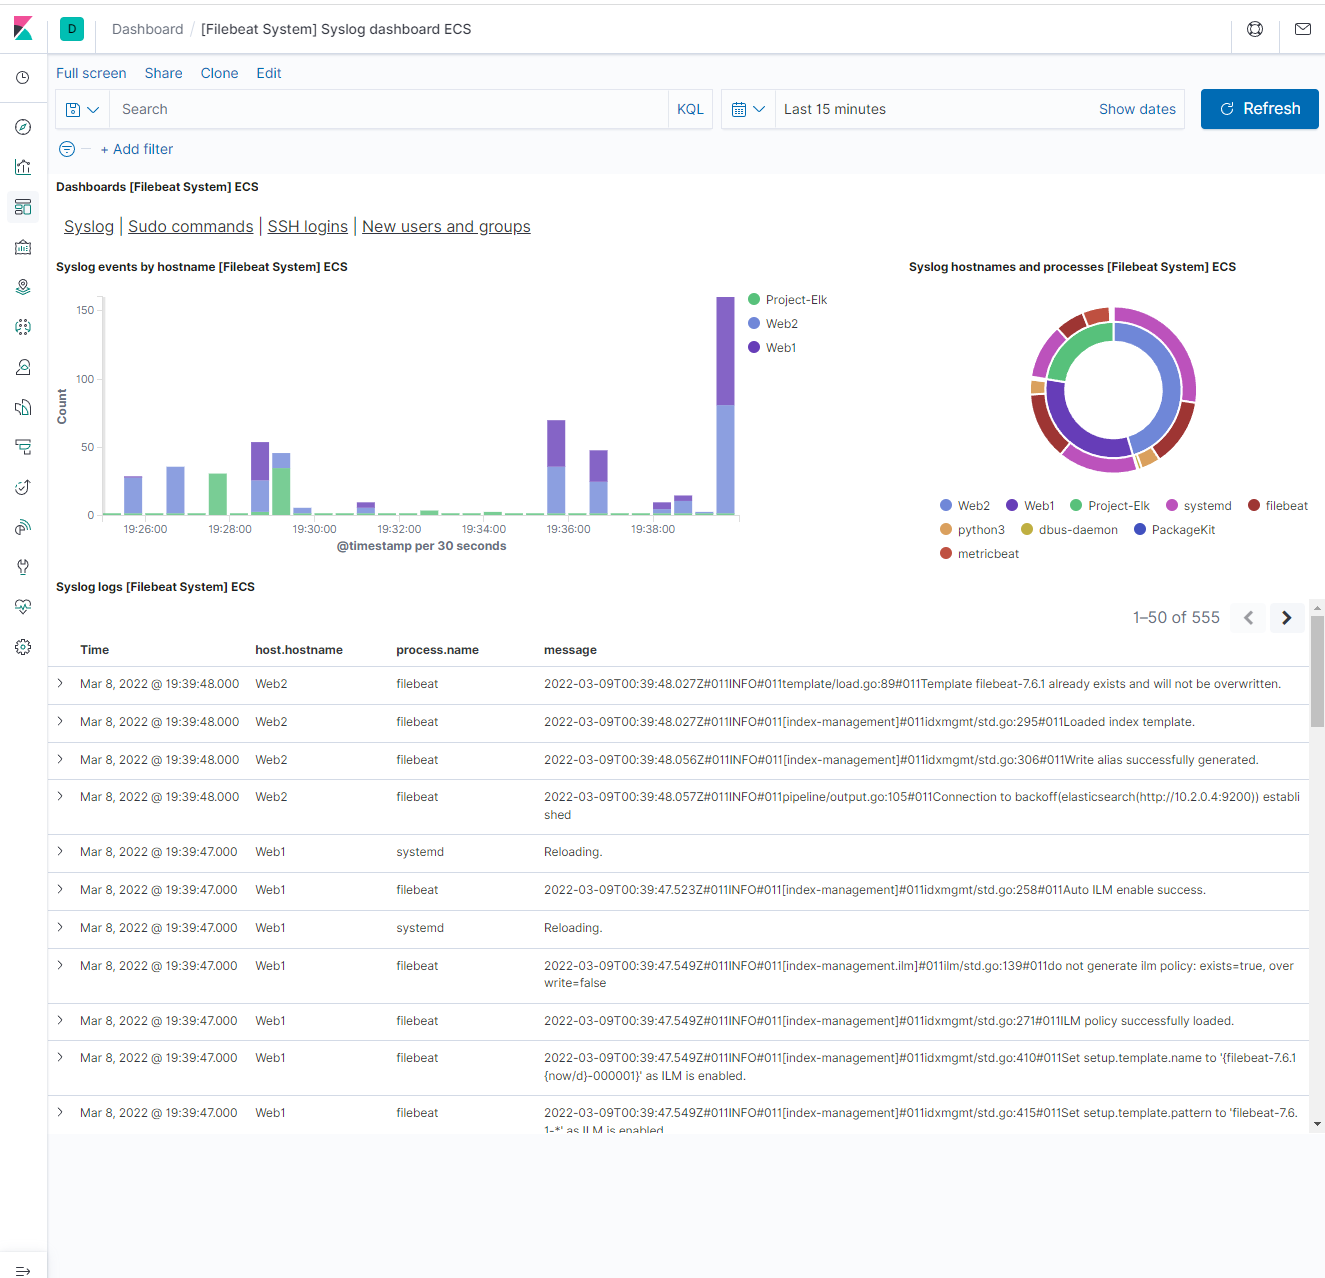 D Dashboard / [Filebeat System] Syslog dashboard ECS
Full screen Share Clone Edit
Search KQL Last 15 minutes Show dates Refresh
+ Add filter
Dashboards [Filebeat System] ECS
Syslog | Sudo commands | SSH logins | New users and groups
Syslog events by hostname [Filebeat System] ECS
150
100
50
0
Count
19:26:00 19:28:00 19:30:00 19:32:00 19:34:00 19:36:00 19:38:00
@timestamp per 30 seconds
Project-Elk
Web2
Web1
Syslog hostnames and processes [Filebeat System] ECS
Web2 Web1 Project-Elk systemd filebeat
python3 dbus-daemon PackageKit
metricbeat
Syslog logs [Filebeat System] ECS
1–50 of 555
Time host.hostname process.name message
Mar 8, 2022 @ 19:39:48.000 Web2 filebeat 2022-03-09T00:39:48.027Z#011INFO#011template/load.go:89#011Template filebeat-7.6.1 already exists and will not be overwritten.
Mar 8, 2022 @ 19:39:48.000 Web2 filebeat 2022-03-09T00:39:48.027Z#011INFO#011[index-management]#011idxmgmt/std.go:295#011Loaded index template.
Mar 8, 2022 @ 19:39:48.000 Web2 filebeat 2022-03-09T00:39:48.056Z#011INFO#011[index-management]#011idxmgmt/std.go:306#011Write alias successfully generated.
Mar 8, 2022 @ 19:39:48.000 Web2 filebeat 2022-03-09T00:39:48.057Z#011INFO#011pipeline/output.go:105#011Connection to backoff(elasticsearch(http://10.2.0.4:9200)) establi
shed
Mar 8, 2022 @ 19:39:47.000 Web1 systemd Reloading.
Mar 8, 2022 @ 19:39:47.000 Web1 filebeat 2022-03-09T00:39:47.523Z#011INFO#011[index-management]#011idxmgmt/std.go:258#011Auto ILM enable success.
Mar 8, 2022 @ 19:39:47.000 Web1 systemd Reloading.
Mar 8, 2022 @ 19:39:47.000 Web1 filebeat 2022-03-09T00:39:47.549Z#011INFO#011[index-management.ilm]#011ilm/std.go:139#011do not generate ilm policy: exists=true, over
write=false
Mar 8, 2022 @ 19:39:47.000 Web1 filebeat 2022-03-09T00:39:47.549Z#011INFO#011[index-management]#011idxmgmt/std.go:271#011ILM policy successfully loaded.
Mar 8, 2022 @ 19:39:47.000 Web1 filebeat 2022-03-09T00:39:47.549Z#011INFO#011[index-management]#011idxmgmt/std.go:410#011Set setup.template.name to '{filebeat-7.6.1
{now/d}-000001}' as ILM is enabled.
Mar 8, 2022 @ 19:39:47.000 Web1 filebeat 2022-03-09T00:39:47.549Z#011INFO#011[index-management]#011idxmgmt/std.go:415#011Set setup.template.pattern to 'filebeat-7.6.
1-*' as ILM is enabled